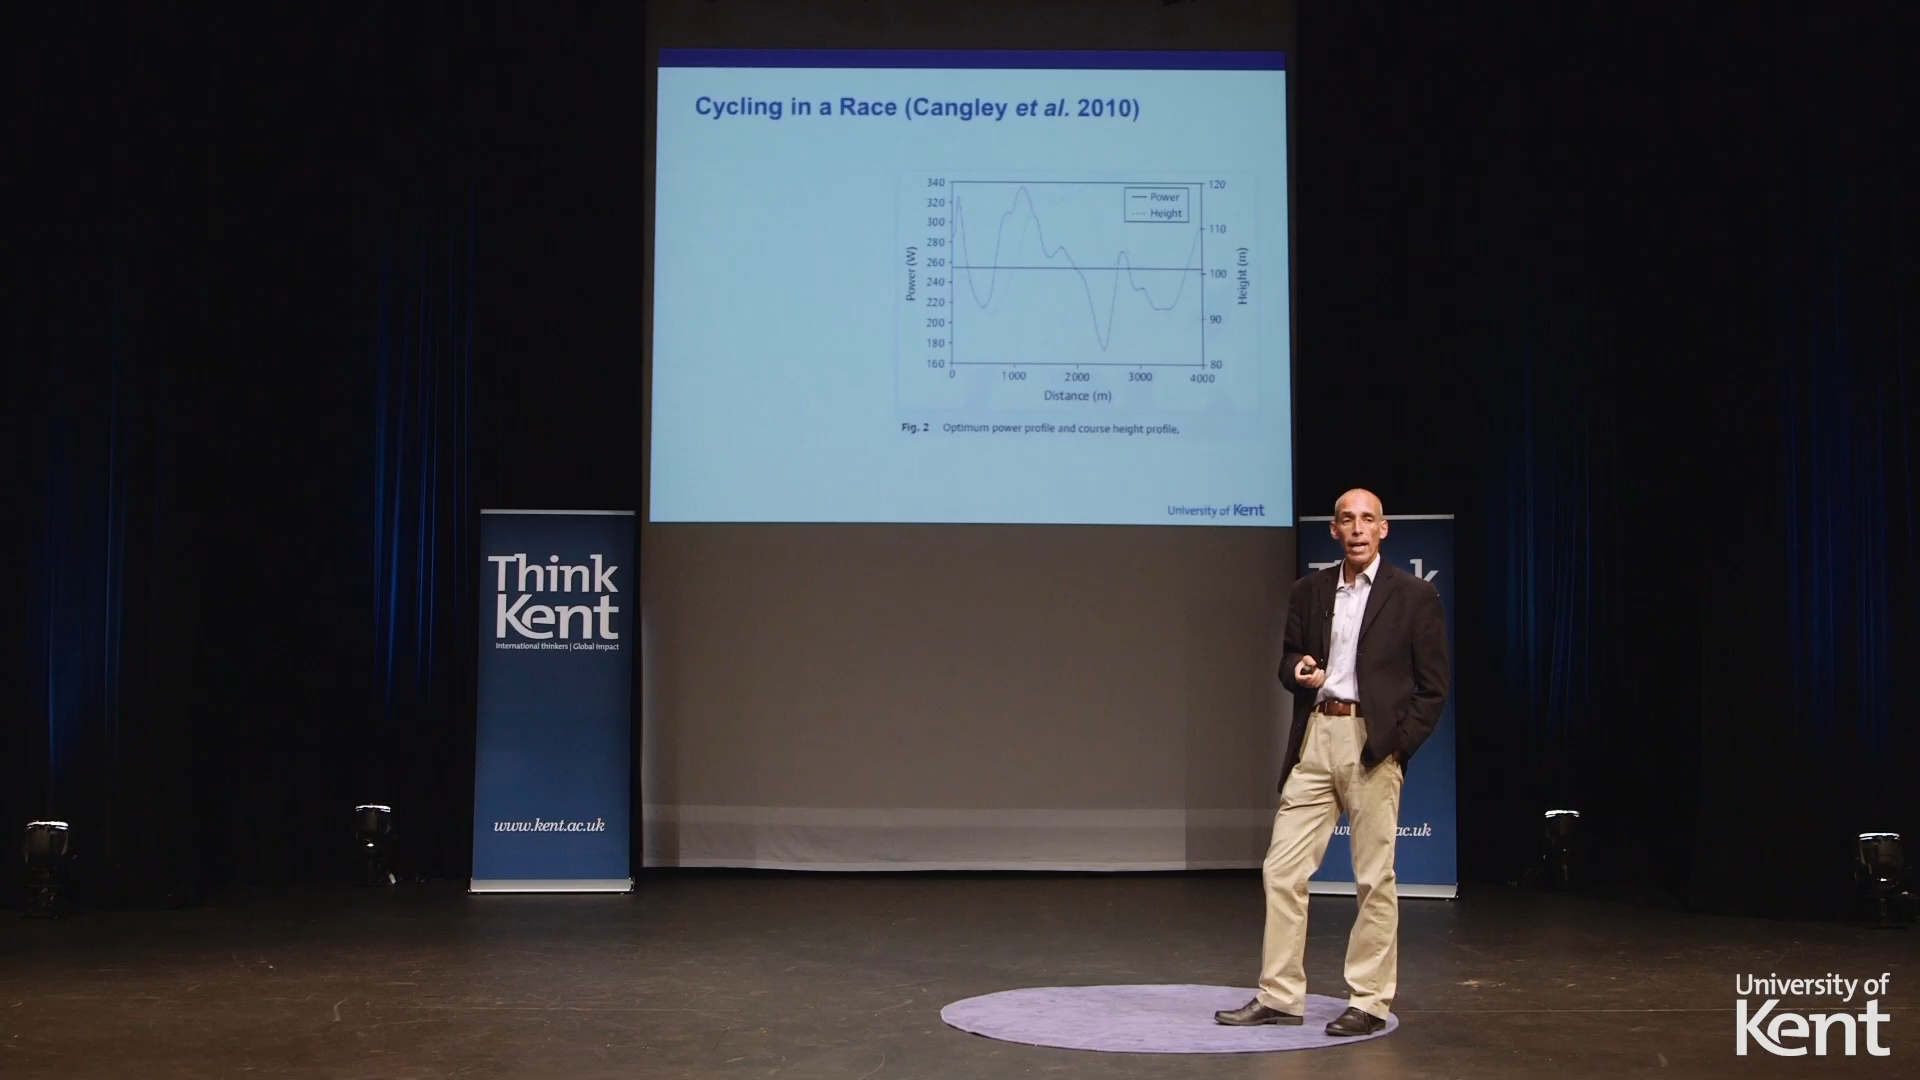 Cycling in a Race (Cangley et al. 2010)
340
320
300
280
260
240
220
200
180
160
Power (W)
Power
Height
120
110
100
90
80
Height (m)
0 1000 2000 3000 4000
Distance (m)
Fig. 2 Optimum power profile and course height profile.
University of Kent
Think
Kent
International thinkers | Global impact
www.kent.ac.uk
k
ac.uk
University of
Kent